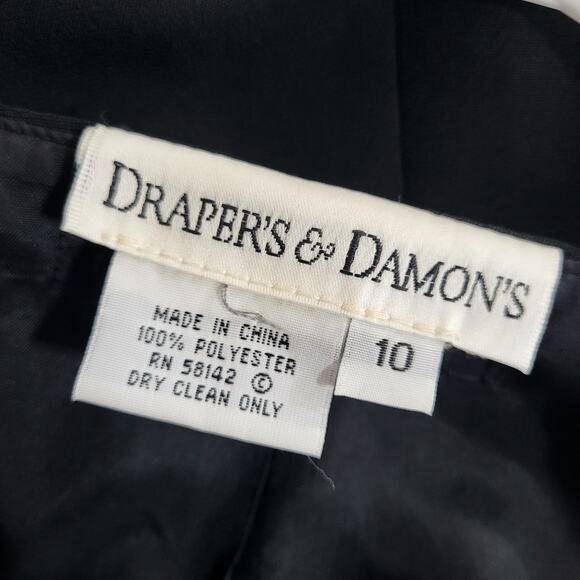 DRAPER'S & DAMON'S
MADE IN CHINA
100% POLYESTER
RN 58142 ©
DRY CLEAN ONLY
10